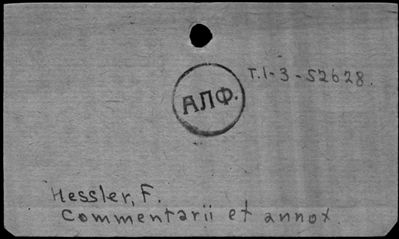 Т.1-3-52628.
АЛФ.
Hessler, F.
Commentarii et annot.